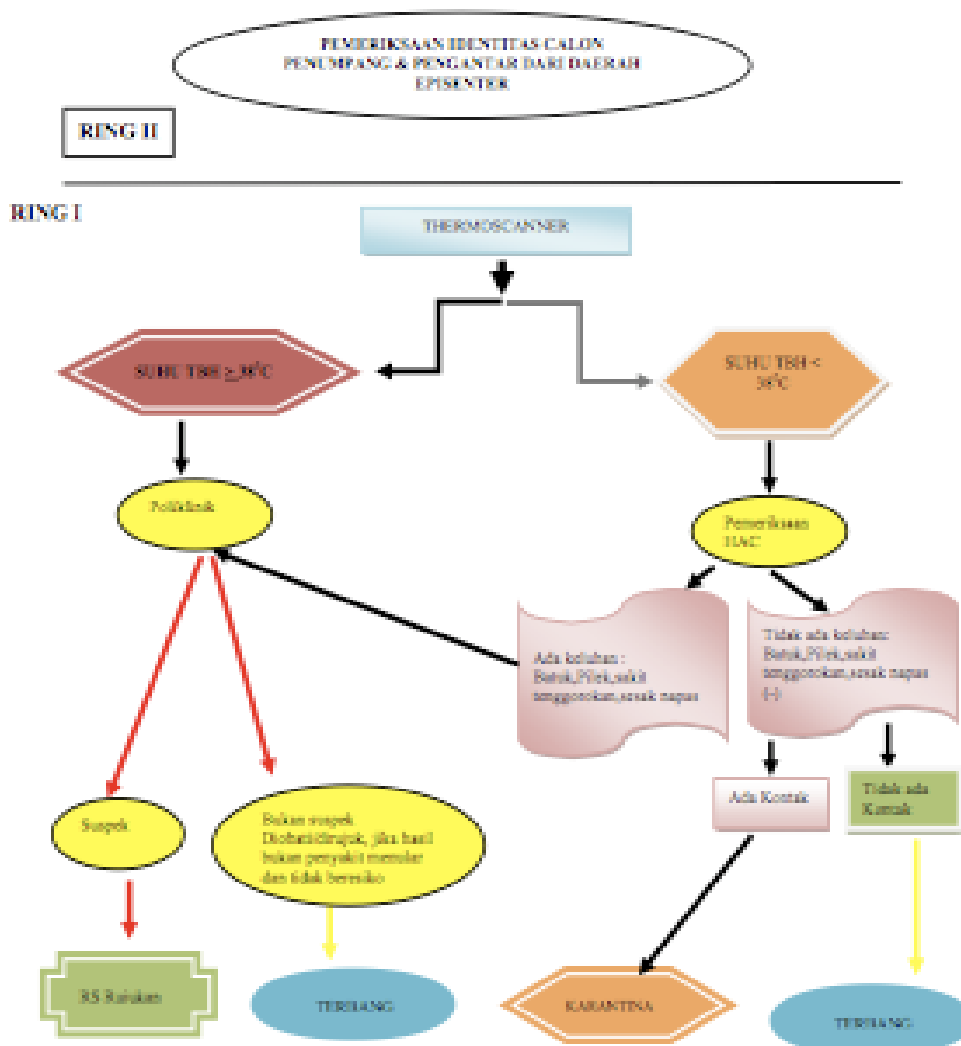 PEMERIKSAAN IDENTITAS CALON
PENUMPANG & PENGANTAR DARI DAERAH
EPISENTER
RING II
RING I
THERMOSCANNER
SUHU TBH ≥ 38⁰C
SUHU TBH <
38⁰C
Poliklinik
Pemeriksaan
HAC
Ada keluhan :
Batuk,Pilek,sakit
tenggorokan,sesak napas
Tidak ada keluhan:
Batuk,Pilek,sakit
tenggorokan,sesak napas
(-)
Ada Kontak
Tidak ada
Kontak
Suspek
Bukan suspek
Diobati/dirujuk, jika hasil
bukan penyakit menular
dan tidak beresiko
RS Rujukan
TERBANG
KARANTINA
TERBANG